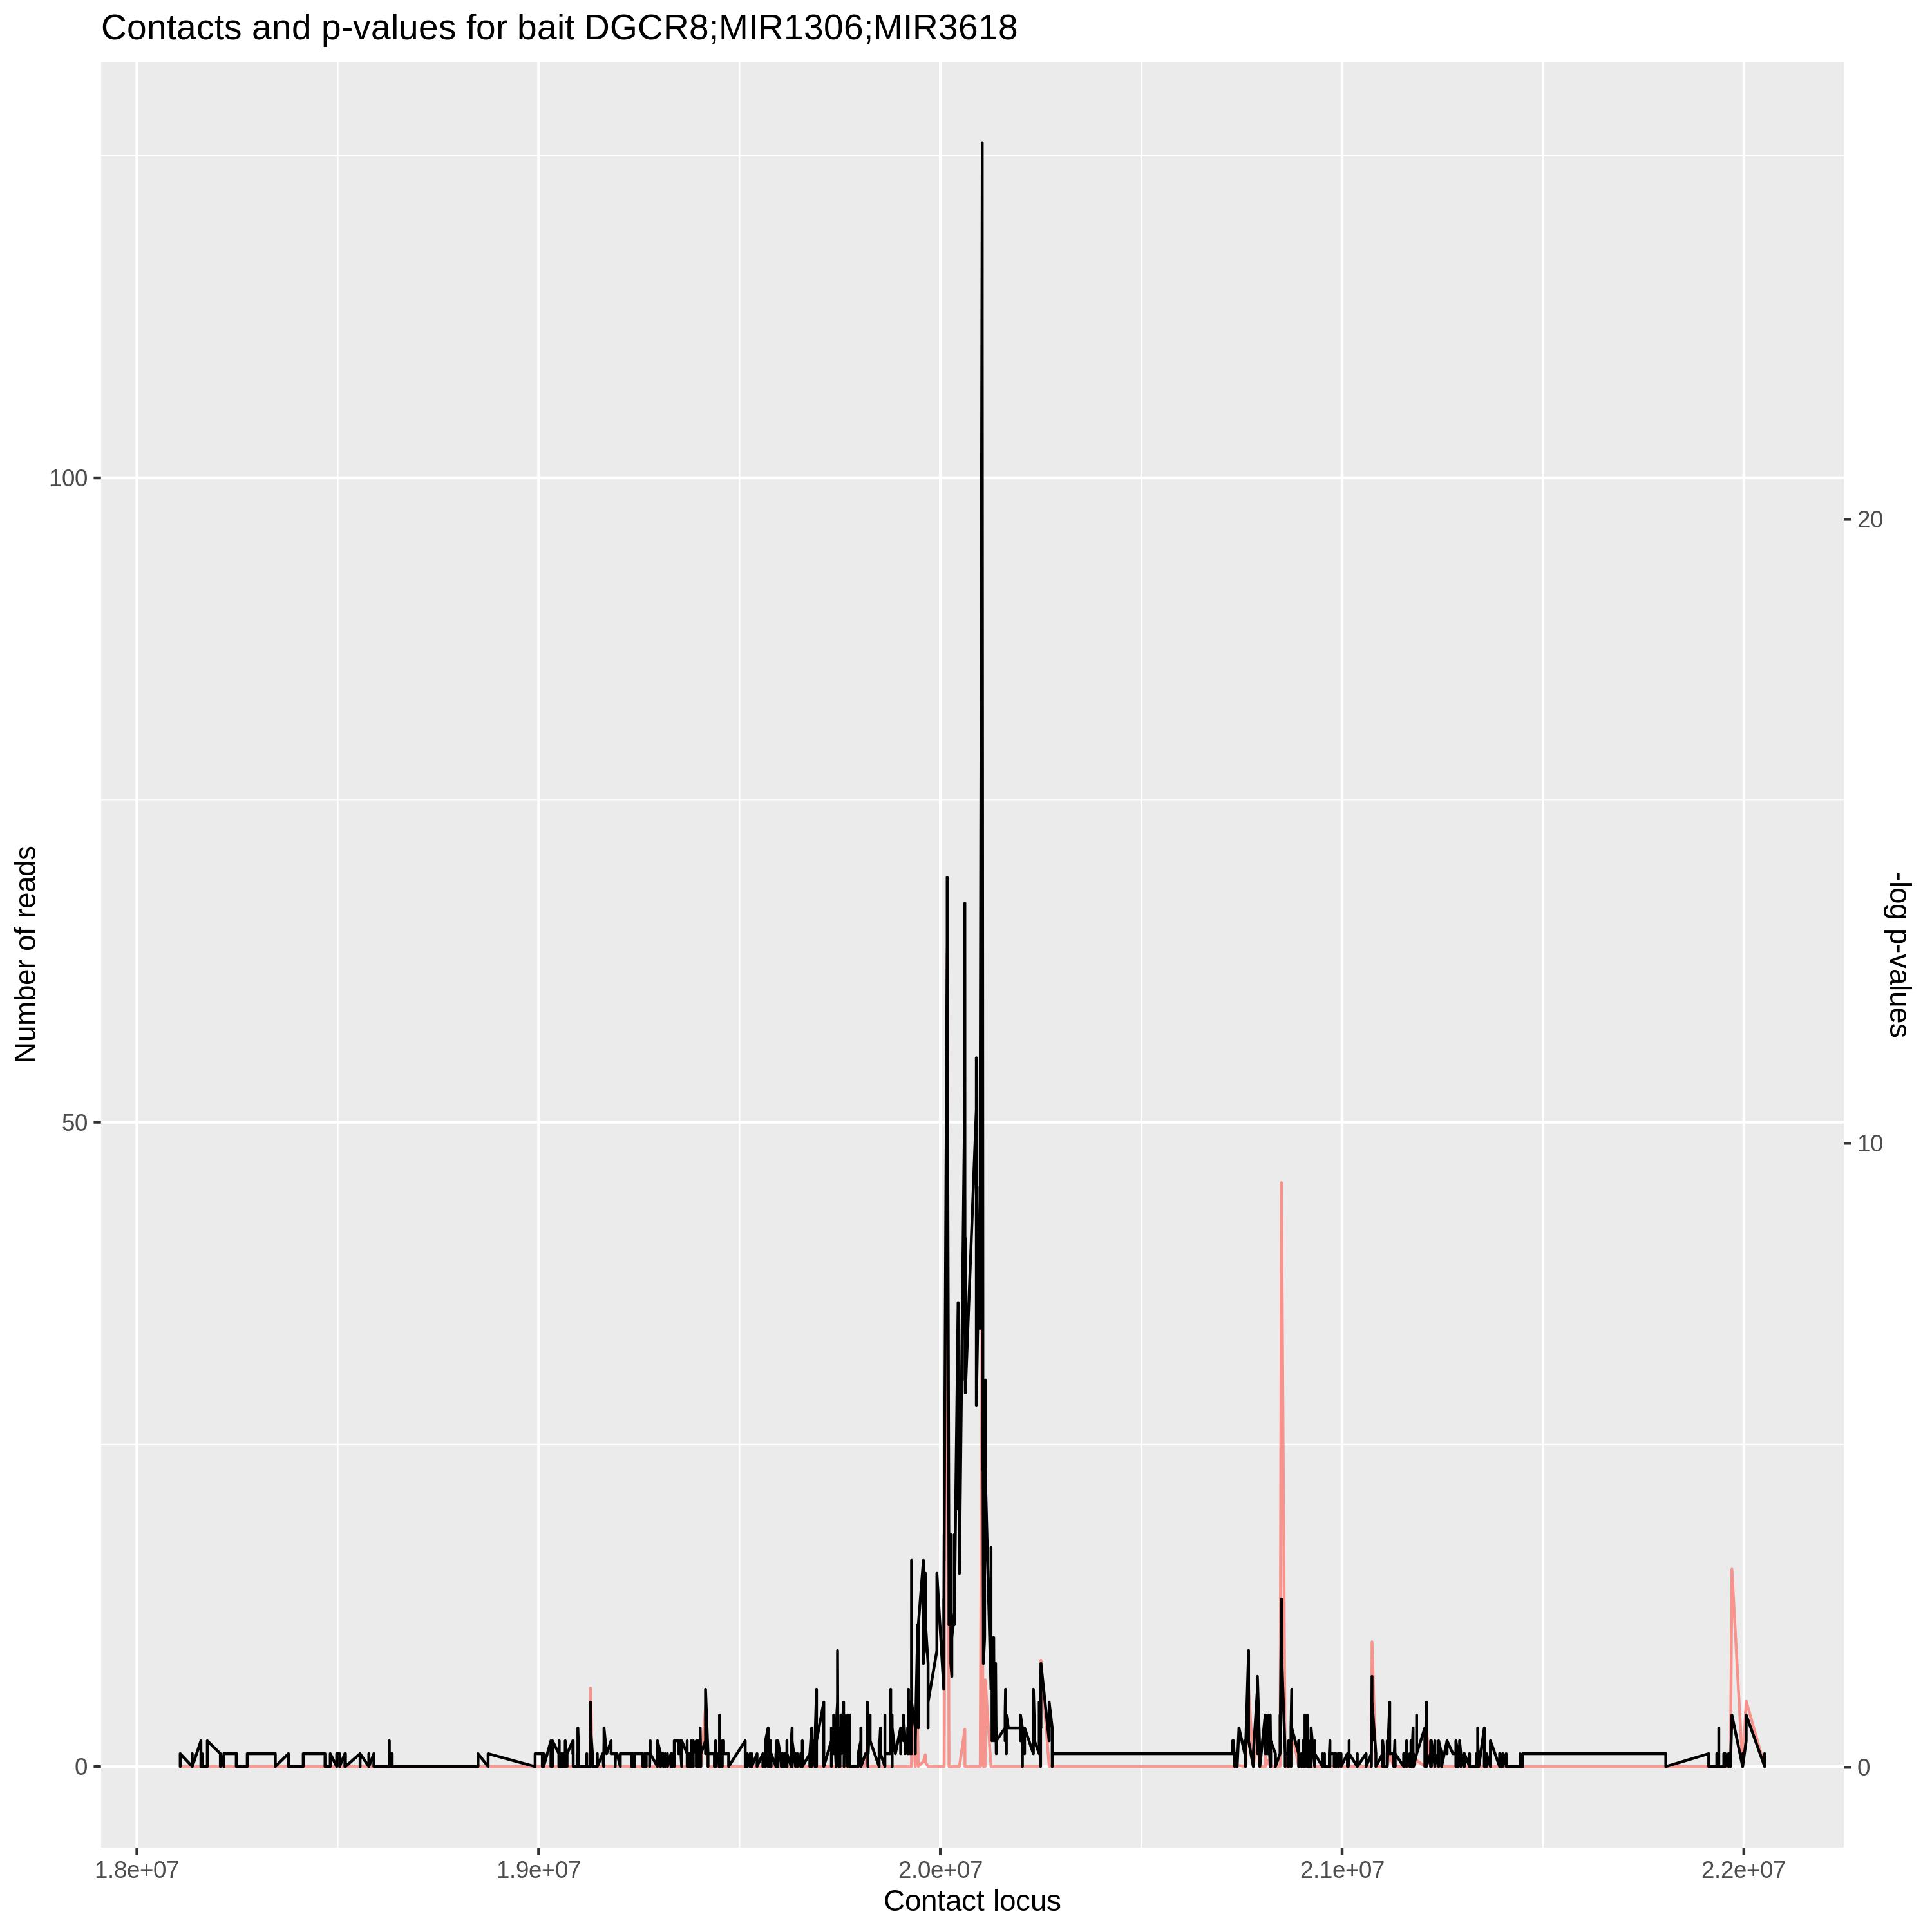 Contacts and p-values for bait DGCR8;MIR1306;MIR3618
Number of reads
100
50
0
20
10
0
-log p-values
1.8e+07 1.9e+07 2.0e+07 2.1e+07 2.2e+07
Contact locus